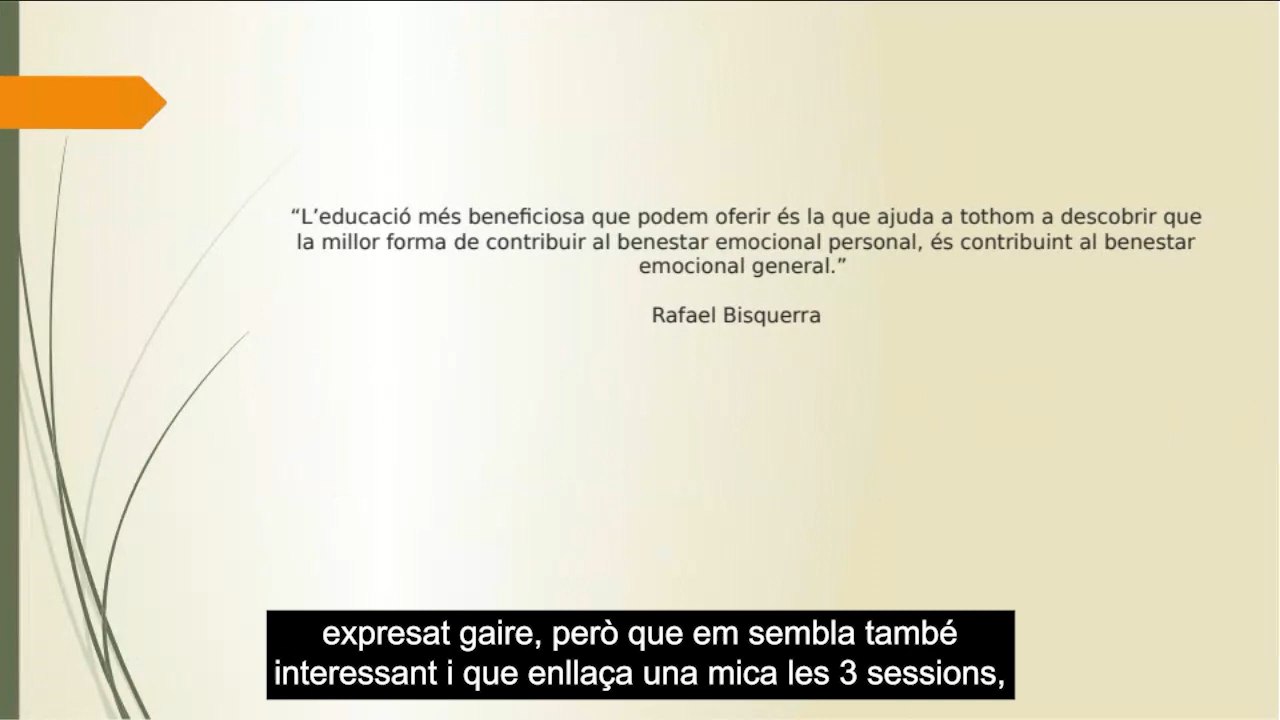 “L’educació més beneficiosa que podem oferir és la que ajuda a tothom a descobrir que
la millor forma de contribuir al benestar emocional personal, és contribuint al benestar
emocional general.”
Rafael Bisquerra
expresat gaire, però que em sembla també
interessant i que enllaça una mica les 3 sessions,